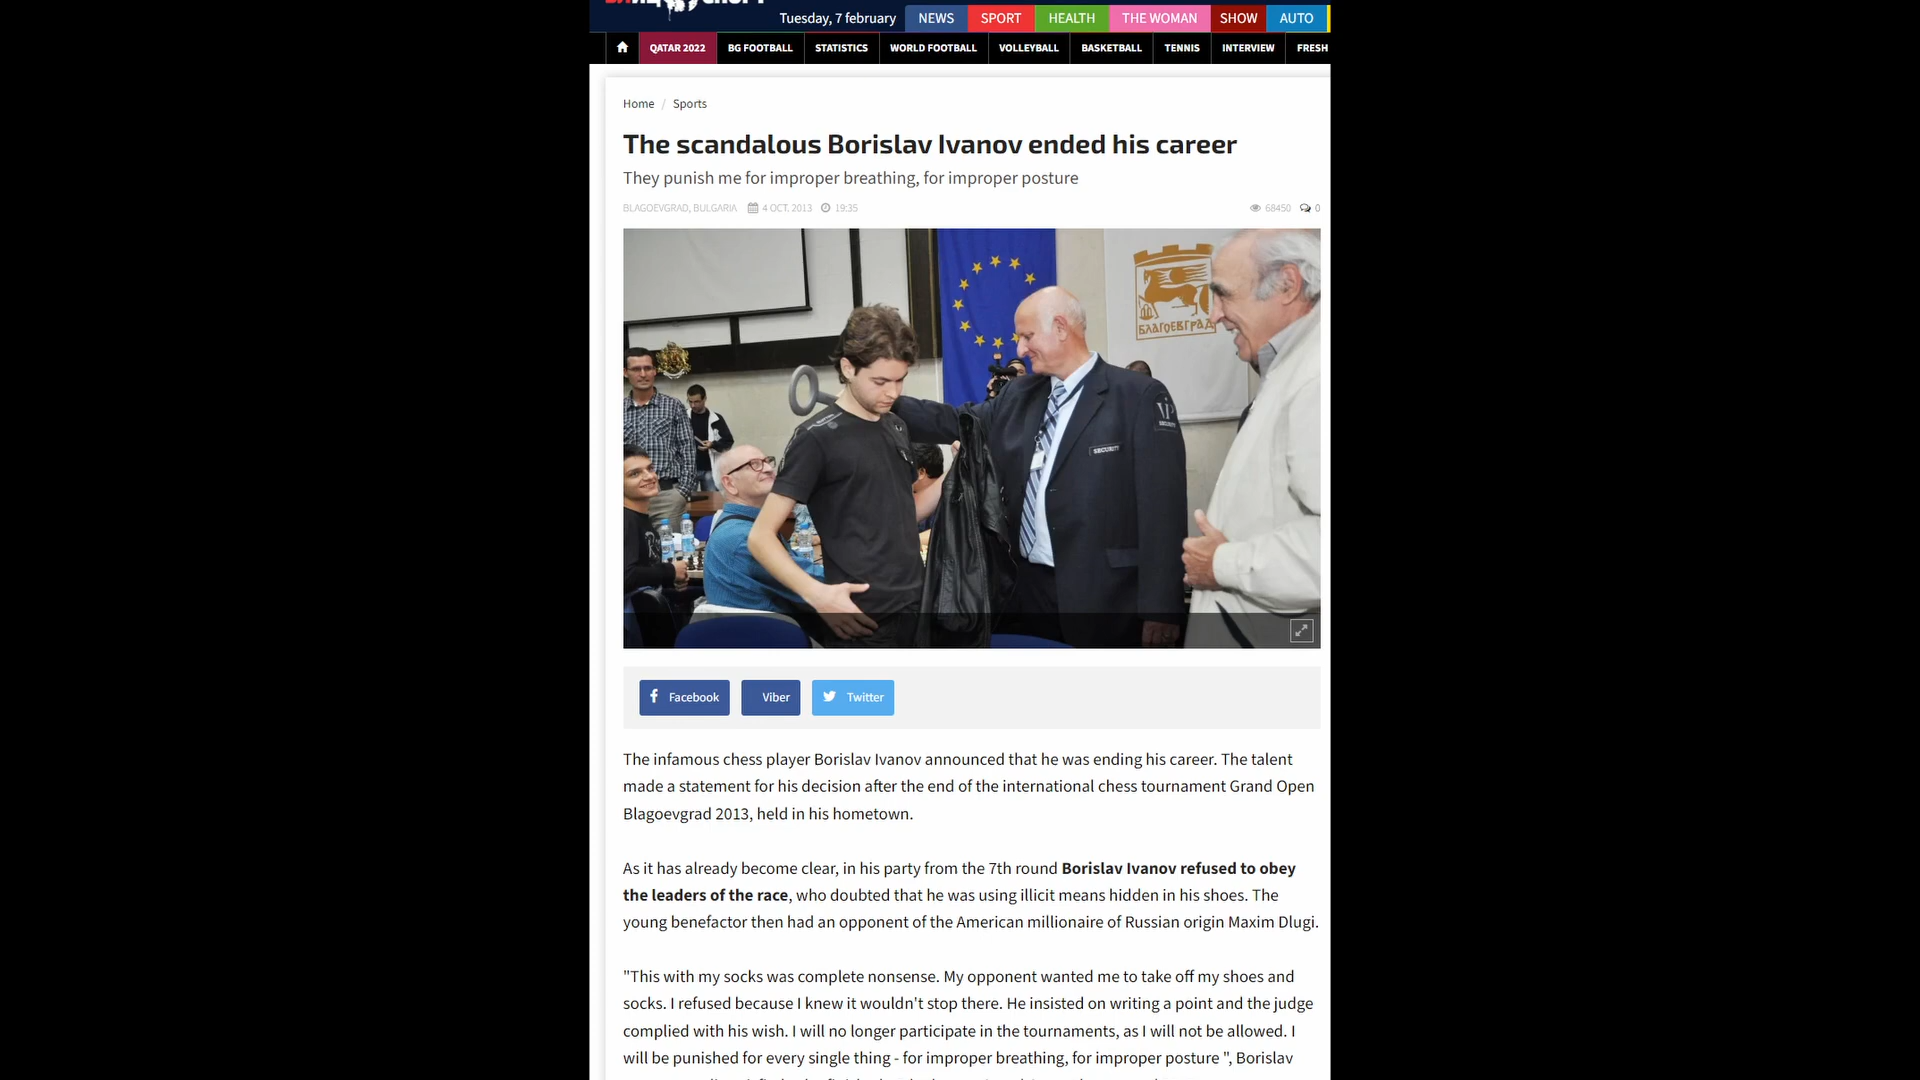 Tuesday, 7 february NEWS SPORT HEALTH THE WOMAN SHOW AUTO
QATAR 2022 BG FOOTBALL STATISTICS WORLD FOOTBALL VOLLEYBALL BASKETBALL TENNIS INTERVIEW FRESH
Home / Sports
The scandalous Borislav Ivanov ended his career
They punish me for improper breathing, for improper posture
BLAGOEVGRAD, BULGARIA 4 OCT. 2013 19:35 68450 0
БЛАГОЕВГРАД
VIP
SECURITY
SECURITY
Facebook Viber Twitter
The infamous chess player Borislav Ivanov announced that he was ending his career. The talent
made a statement for his decision after the end of the international chess tournament Grand Open
Blagoevgrad 2013, held in his hometown.
As it has already become clear, in his party from the 7th round Borislav Ivanov refused to obey
the leaders of the race, who doubted that he was using illicit means hidden in his shoes. The
young benefactor then had an opponent of the American millionaire of Russian origin Maxim Dlugi.
"This with my socks was complete nonsense. My opponent wanted me to take off my shoes and
socks. I refused because I knew it wouldn't stop there. He insisted on writing a point and the judge
complied with his wish. I will no longer participate in the tournaments, as I will not be allowed. I
will be punished for every single thing - for improper breathing, for improper posture ", Borislav